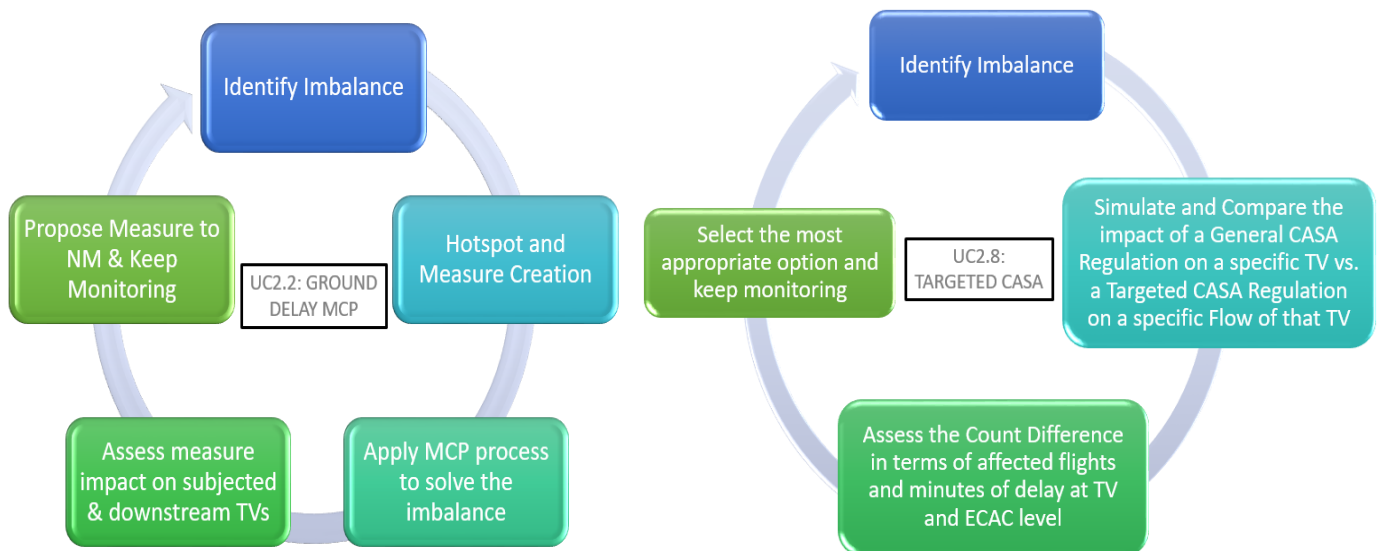 Identify Imbalance
Hotspot and
Measure Creation
Apply MCP process
to solve the
imbalance
Assess measure
impact on subjected
& downstream TVs
Propose Measure to
NM & Keep
Monitoring
UC2.2: GROUND
DELAY MCP
Identify Imbalance
Simulate and Compare the
impact of a General CASA
Regulation on a specific TV vs.
a Targeted CASA Regulation
on a specific Flow of that TV
Assess the Count Difference
in terms of affected flights
and minutes of delay at TV
and ECAC level
Select the most
appropriate option and
keep monitoring
UC2.8:
TARGETED CASA